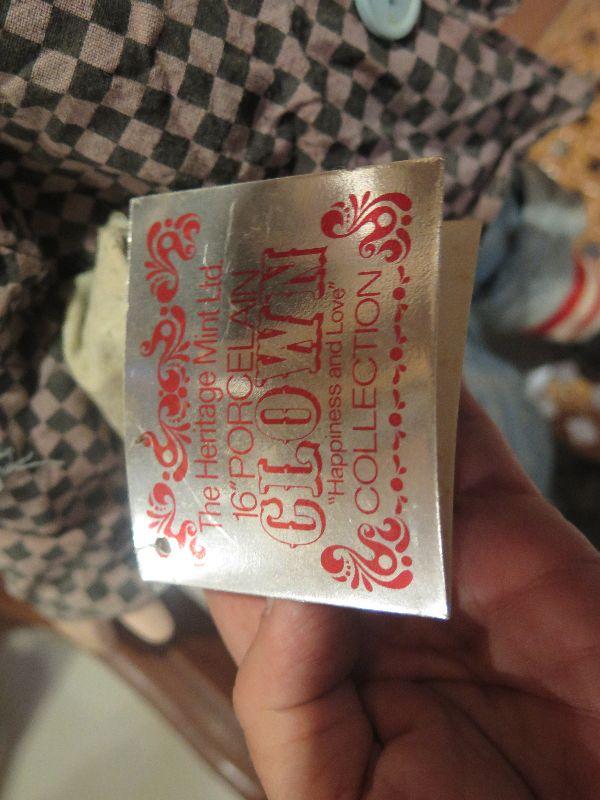 The Heritage Mint Ltd.
16" PORCELAIN
CLOWN
"Happiness and Love"
COLLECTION